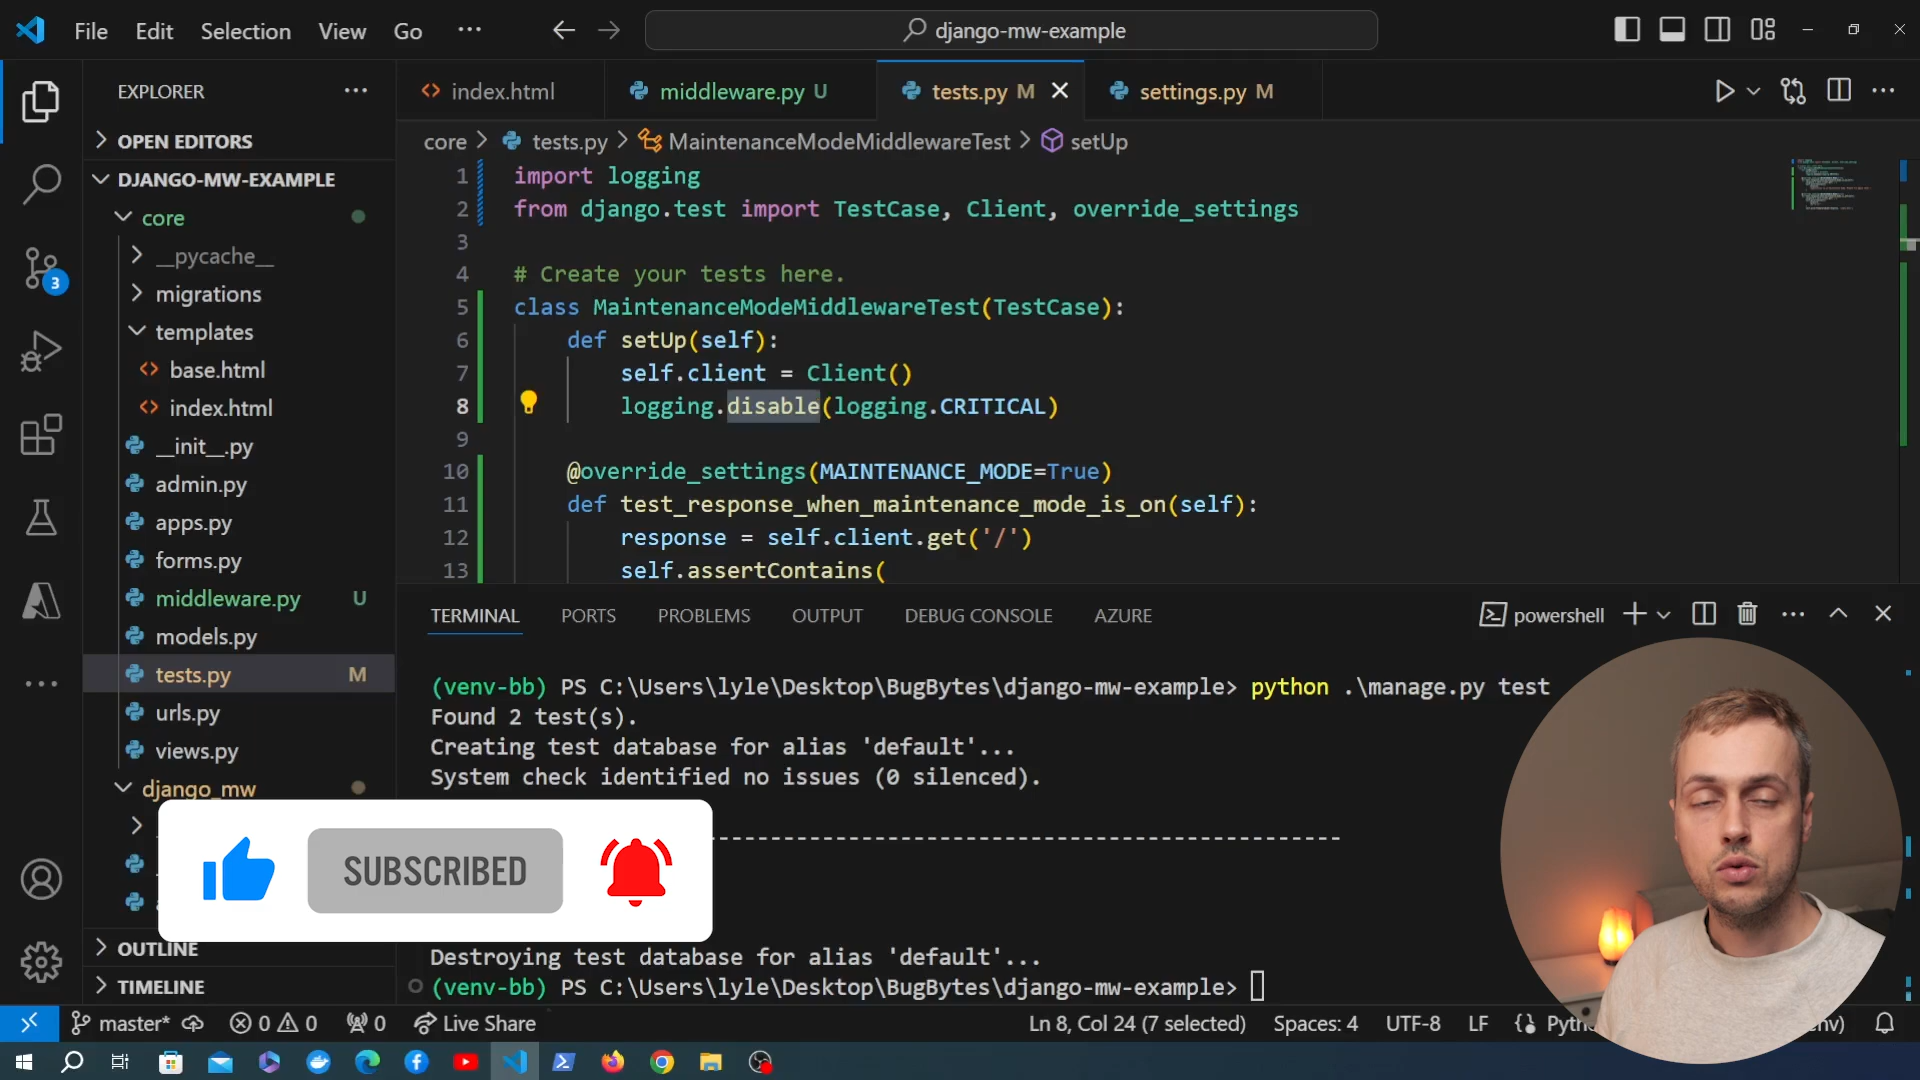 File Edit Selection View Go ···
django-mw-example
EXPLORER
OPEN EDITORS
DJANGO-MW-EXAMPLE
core
__pycache__
migrations
templates
base.html
index.html
__init__.py
admin.py
apps.py
forms.py
middleware.py U
models.py
tests.py M
urls.py
views.py
django_mw
OUTLINE
TIMELINE
3
index.html
middleware.py U
tests.py M
settings.py M
core > tests.py > MaintenanceModeMiddlewareTest > setUp
1 import logging
2 from django.test import TestCase, Client, override_settings
3
4 # Create your tests here.
5 class MaintenanceModeMiddlewareTest(TestCase):
6 def setUp(self):
7 self.client = Client()
8 logging.disable(logging.CRITICAL)
9
10 @override_settings(MAINTENANCE_MODE=True)
11 def test_response_when_maintenance_mode_is_on(self):
12 response = self.client.get('/')
13 self.assertContains(
TERMINAL PORTS PROBLEMS OUTPUT DEBUG CONSOLE AZURE
powershell
(venv-bb) PS C:\Users\lyle\Desktop\BugBytes\django-mw-example> python .\manage.py test
Found 2 test(s).
Creating test database for alias 'default'...
System check identified no issues (0 silenced).
----------------------------------------------
SUBSCRIBED
Destroying test database for alias 'default'...
(venv-bb) PS C:\Users\lyle\Desktop\BugBytes\django-mw-example>
master* 0 0 0 Live Share
Ln 8, Col 24 (7 selected) Spaces: 4 UTF-8 LF